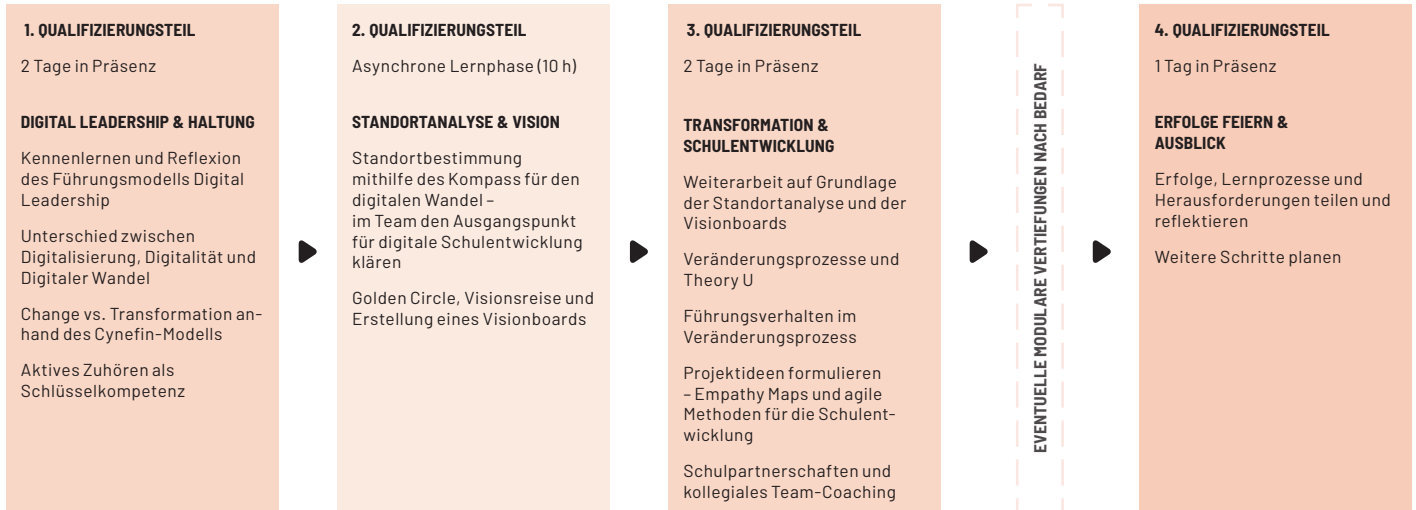 1. QUALIFIZIERUNGSTEIL
2 Tage in Präsenz
DIGITAL LEADERSHIP & HALTUNG
Kennenlernen und Reflexion
des Führungsmodells Digital
Leadership
Unterschied zwischen
Digitalisierung, Digitalität und
Digitaler Wandel
Change vs. Transformation an-
hand des Cynefin-Modells
Aktives Zuhören als
Schlüsselkompetenz
2. QUALIFIZIERUNGSTEIL
Asynchrone Lernphase (10 h)
STANDORTANALYSE & VISION
Standortbestimmung
mithilfe des Kompass für den
digitalen Wandel –
im Team den Ausgangspunkt
für digitale Schulentwicklung
klären
Golden Circle, Visionsreise und
Erstellung eines Visionboards
3. QUALIFIZIERUNGSTEIL
2 Tage in Präsenz
TRANSFORMATION &
SCHULENTWICKLUNG
Weiterarbeit auf Grundlage
der Standortanalyse und der
Visionboards
Veränderungsprozesse und
Theory U
Führungsverhalten im
Veränderungsprozess
Projektideen formulieren
– Empathy Maps und agile
Methoden für die Schulent-
wicklung
Schulpartnerschaften und
kollegiales Team-Coaching
EVENTUELLE MODULARE VERTIEFUNGEN NACH BEDARF
4. QUALIFIZIERUNGSTEIL
1 Tag in Präsenz
ERFOLGE FEIERN &
AUSBLICK
Erfolge, Lernprozesse und
Herausforderungen teilen und
reflektieren
Weitere Schritte planen